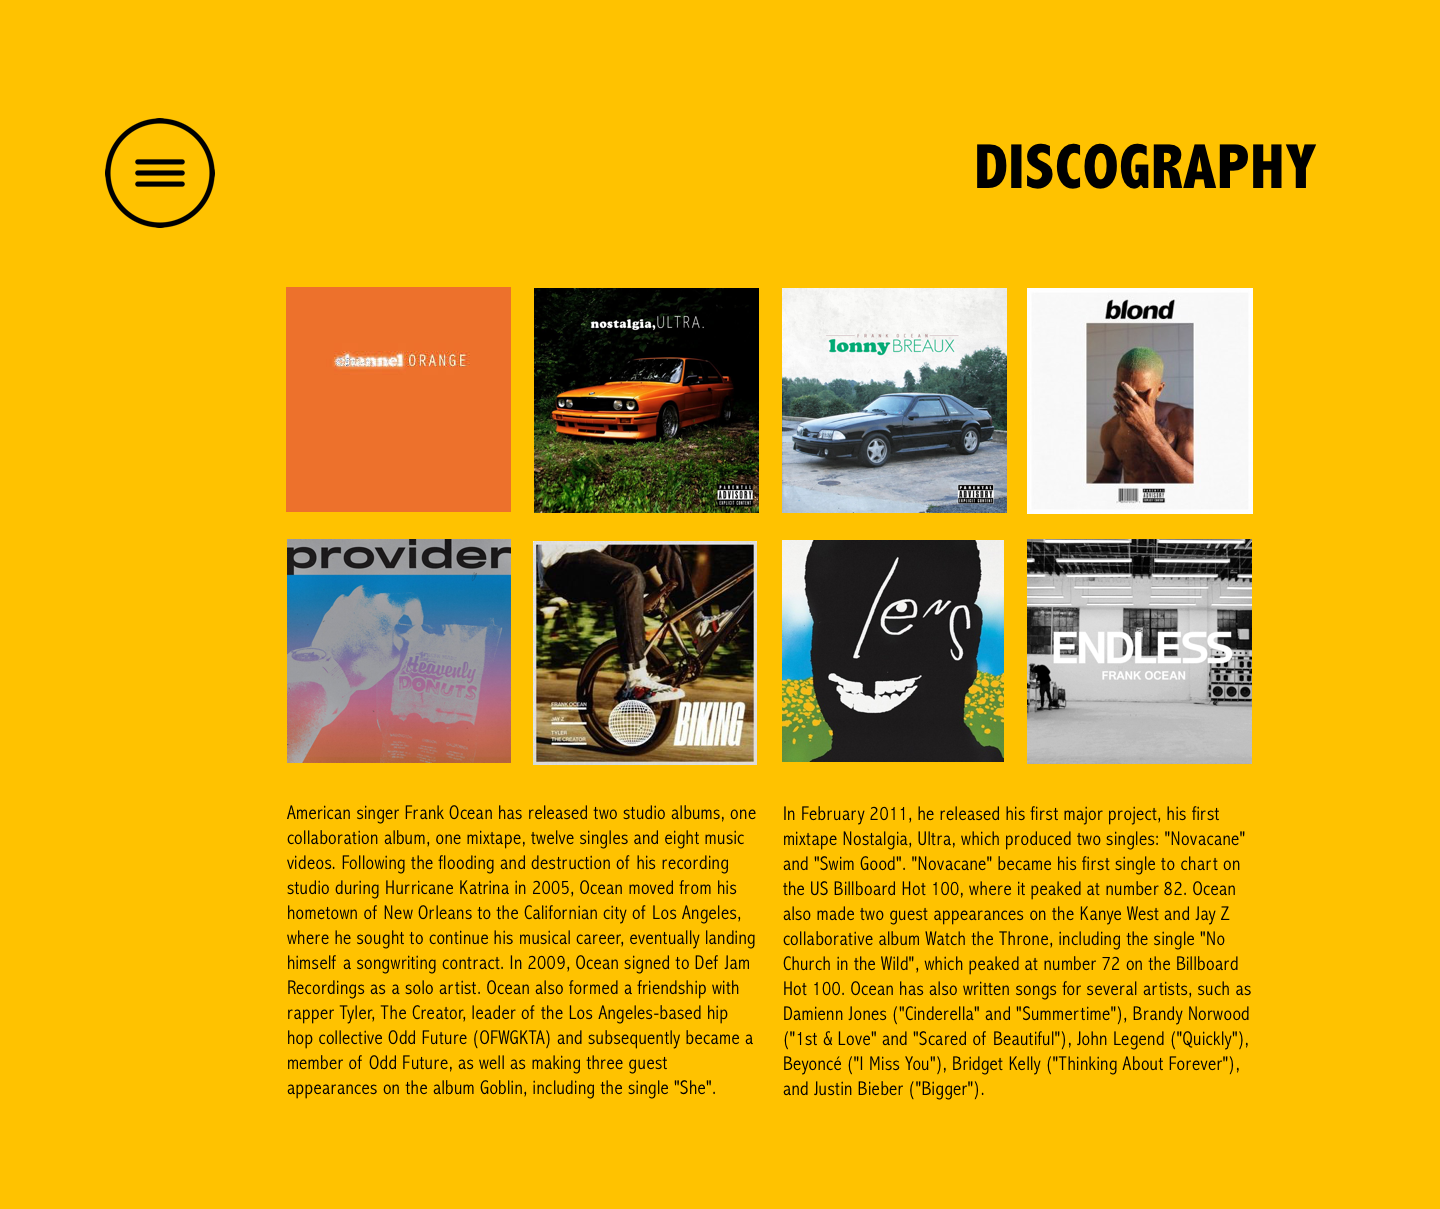 DISCOGRAPHY
channel ORANGE
nostalgia,ULTRA.
PARENTAL
ADVISORY
EXPLICIT CONTENT
FRANK OCEAN
lonny BREAUX
PARENTAL
ADVISORY
EXPLICIT CONTENT
blond
provider
Heavenly
DONUTS
FRANK OCEAN
JAY-Z
TYLER
THE CREATOR
BIKING
lens
ENDLESS
FRANK OCEAN
American singer Frank Ocean has released two studio albums, one
collaboration album, one mixtape, twelve singles and eight music
videos. Following the flooding and destruction of his recording
studio during Hurricane Katrina in 2005, Ocean moved from his
hometown of New Orleans to the Californian city of Los Angeles,
where he sought to continue his musical career, eventually landing
himself a songwriting contract. In 2009, Ocean signed to Def Jam
Recordings as a solo artist. Ocean also formed a friendship with
rapper Tyler, The Creator, leader of the Los Angeles-based hip
hop collective Odd Future (OFWGKTA) and subsequently became a
member of Odd Future, as well as making three guest
appearances on the album Goblin, including the single "She".
In February 2011, he released his first major project, his first
mixtape Nostalgia, Ultra, which produced two singles: "Novacane"
and "Swim Good". "Novacane" became his first single to chart on
the US Billboard Hot 100, where it peaked at number 82. Ocean
also made two guest appearances on the Kanye West and Jay Z
collaborative album Watch the Throne, including the single "No
Church in the Wild", which peaked at number 72 on the Billboard
Hot 100. Ocean has also written songs for several artists, such as
Damienn Jones ("Cinderella" and "Summertime"), Brandy Norwood
("1st & Love" and "Scared of Beautiful"), John Legend ("Quickly"),
Beyoncé ("I Miss You"), Bridget Kelly ("Thinking About Forever"),
and Justin Bieber ("Bigger").